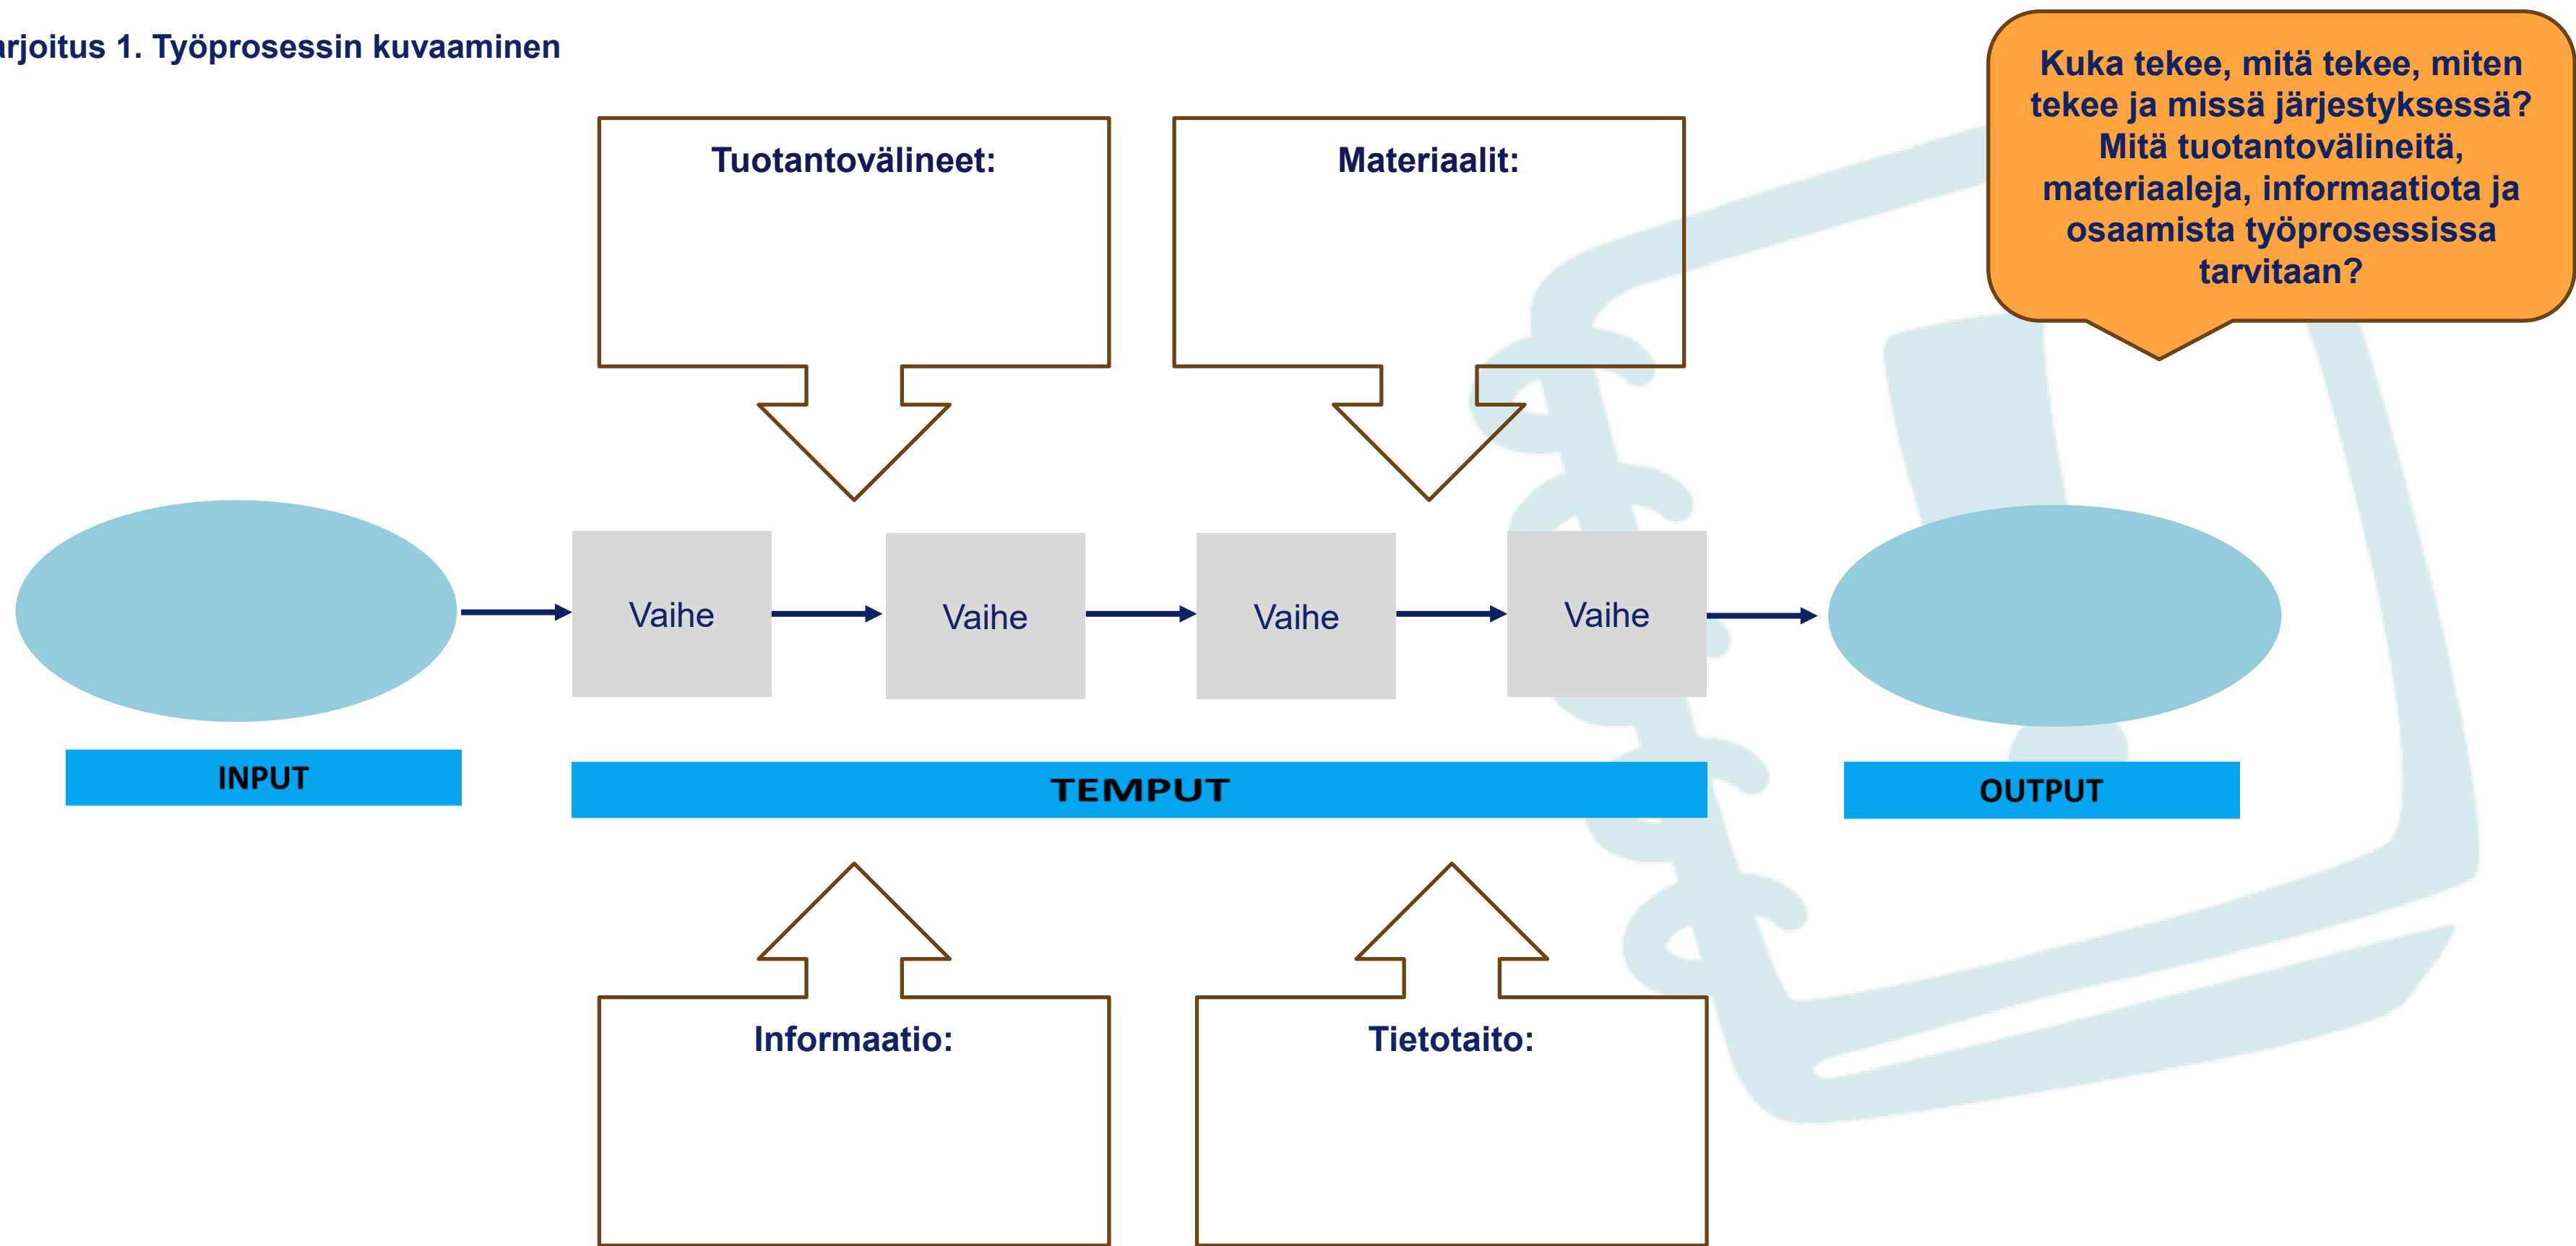 arjoitus 1. Työprosessin kuvaaminen
Kuka tekee, mitä tekee, miten
tekee ja missä järjestyksessä?
Mitä tuotantovälineitä,
materiaaleja, informaatiota ja
osaamista työprosessissa
tarvitaan?
Tuotantovälineet:
Materiaalit:
Vaihe
Vaihe
Vaihe
Vaihe
INPUT
TEMPUT
OUTPUT
Informaatio:
Tietotaito: